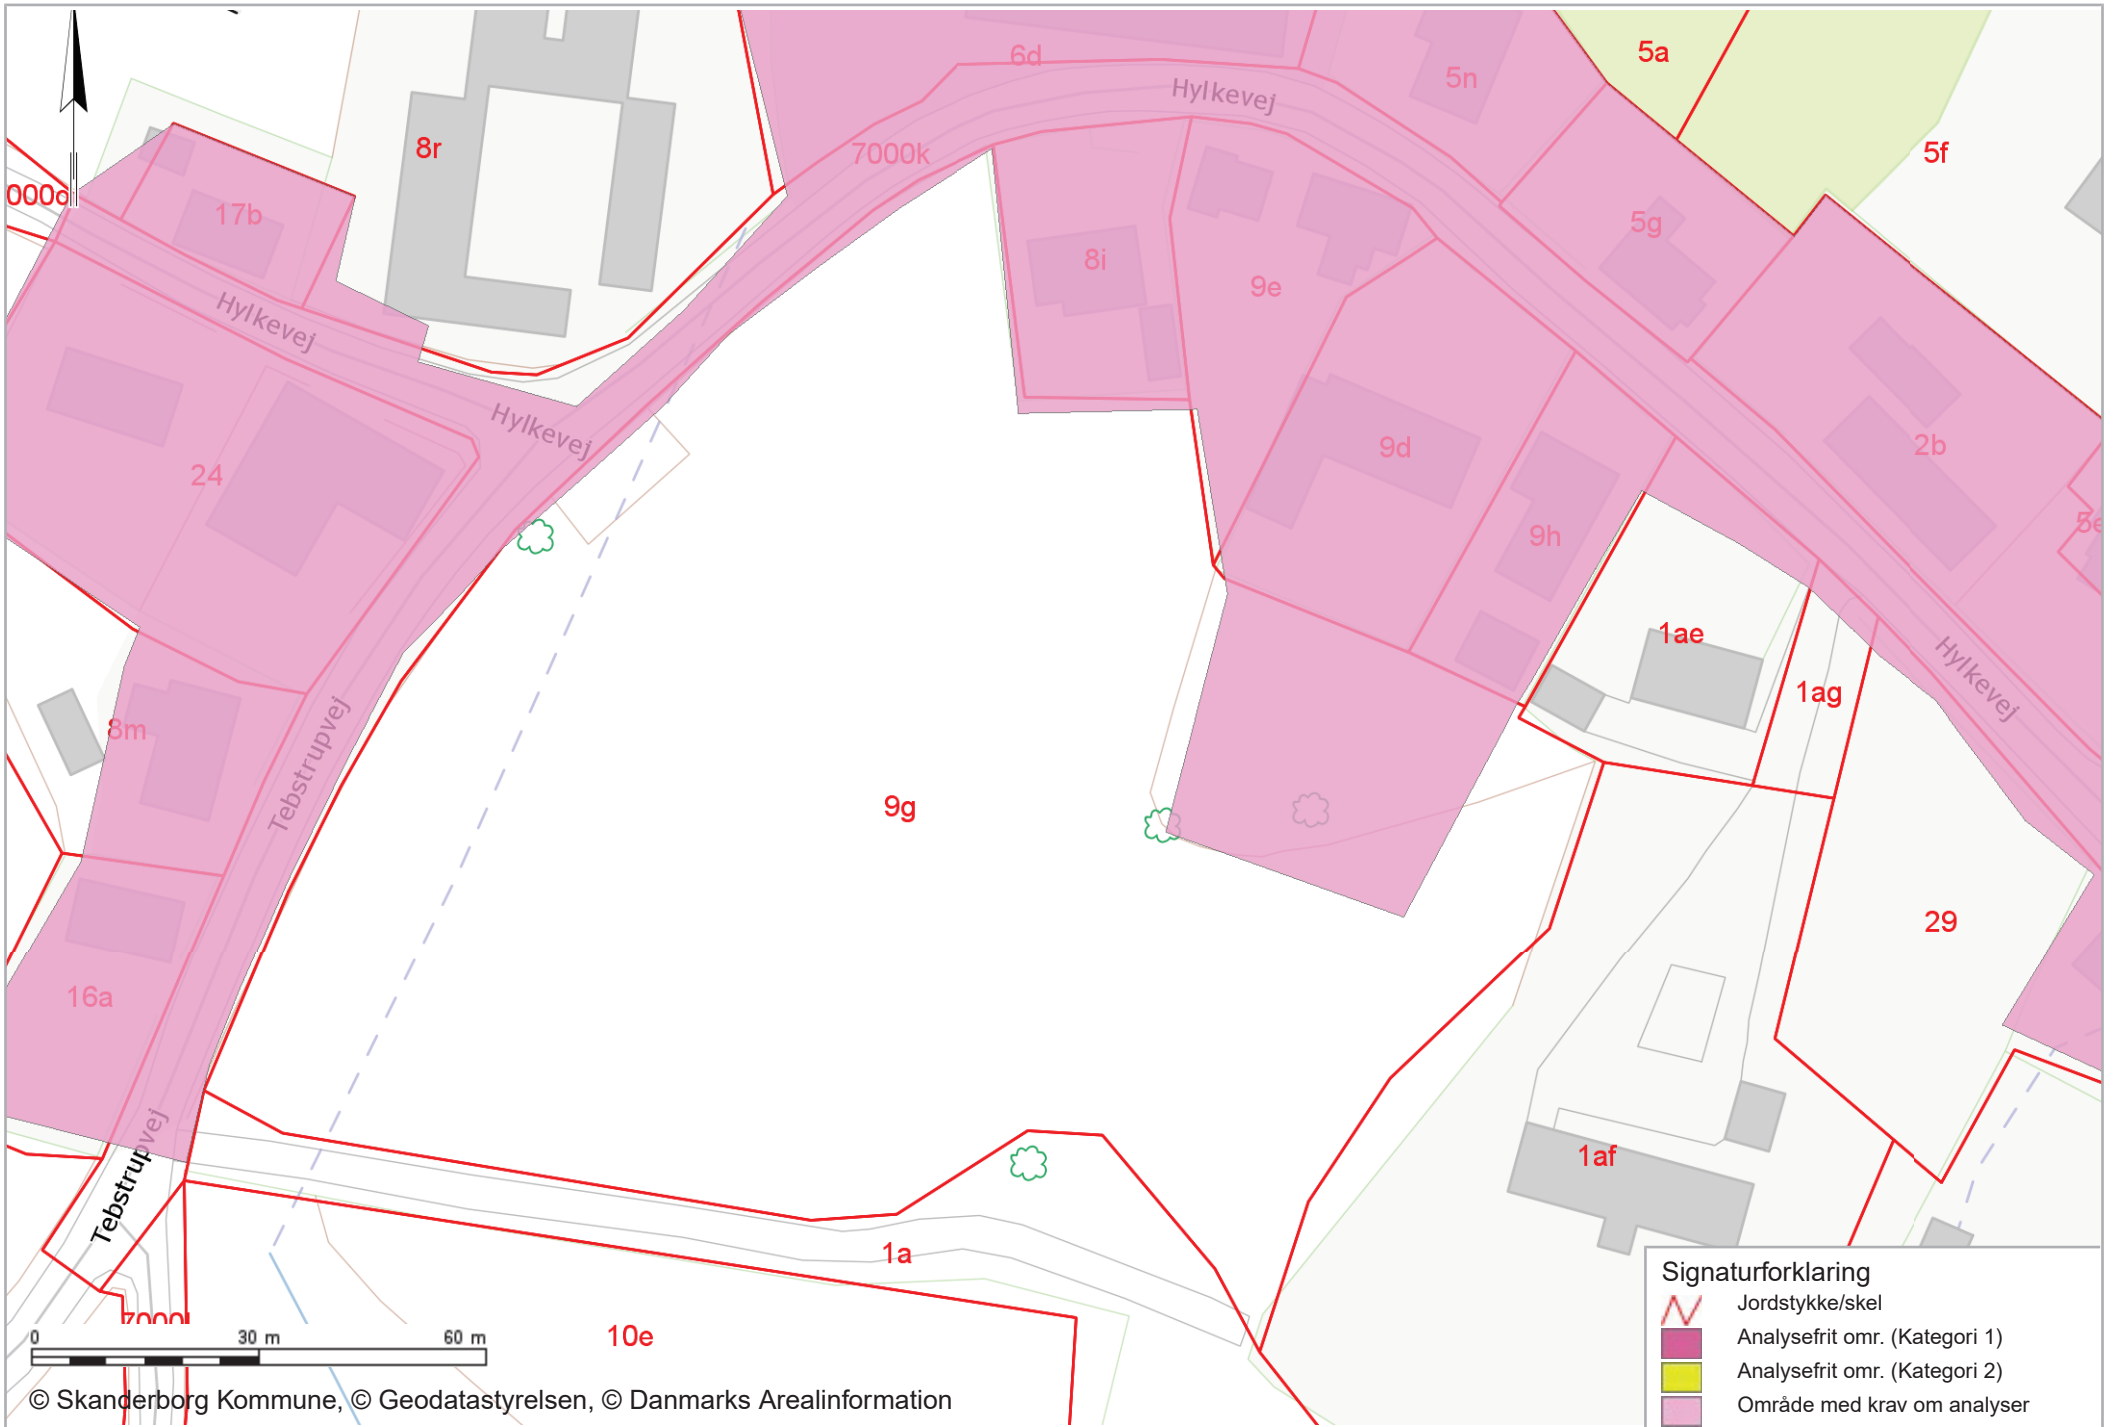 6d
5a
5n
Hylkevej
8r
7000k
5f
17b
5g
8i
9e
Hylkevej
Hylkevej
24
9d
2b
9h
5e
1ae
Hylkevej
1ag
8m
Tebstrupvej
9g
29
16a
Tebstrupvej
1af
1a
10e
0 30 m 60 m
© Skanderborg Kommune, © Geodatastyrelsen, © Danmarks Arealinformation
Signaturforklaring
Jordstykke/skel
Analysefrit omr. (Kategori 1)
Analysefrit omr. (Kategori 2)
Område med krav om analyser